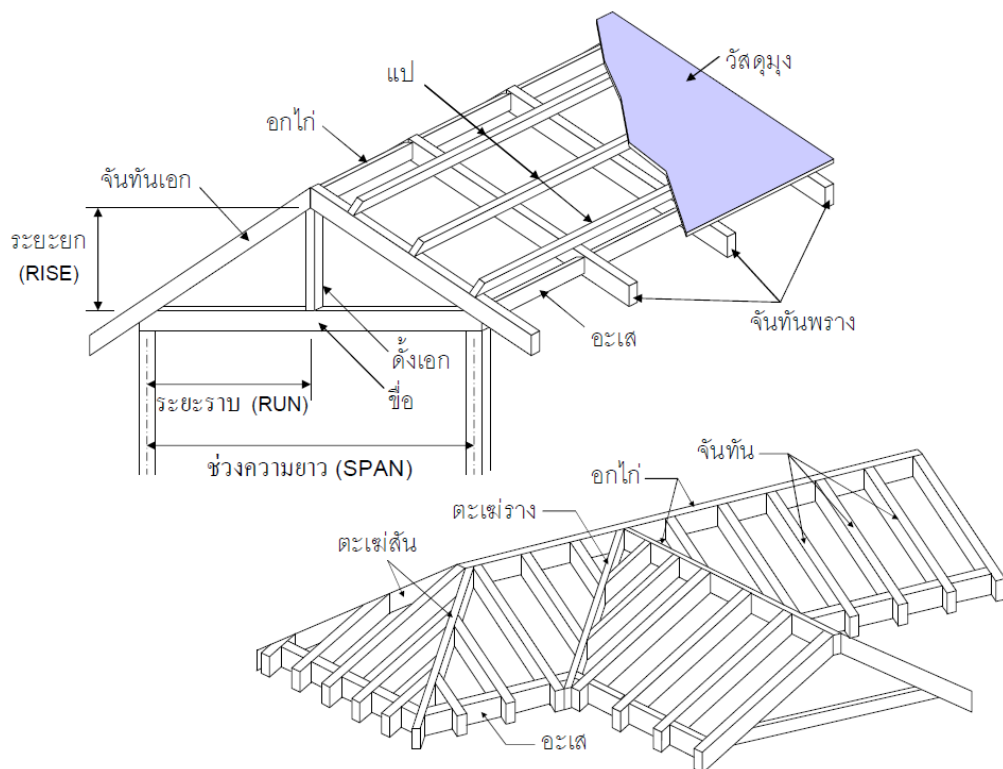 วัสดุมุง
แป
อกไก่
จันทันเอก
ระยะยก
(RISE)
จันทันพราง
อะเส
ดั้งเอก
ขื่อ
ระยะราบ (RUN)
ช่วงความยาว (SPAN)
จันทัน
อกไก่
ตะเฆ่ราง
ตะเฆ่สัน
อะเส